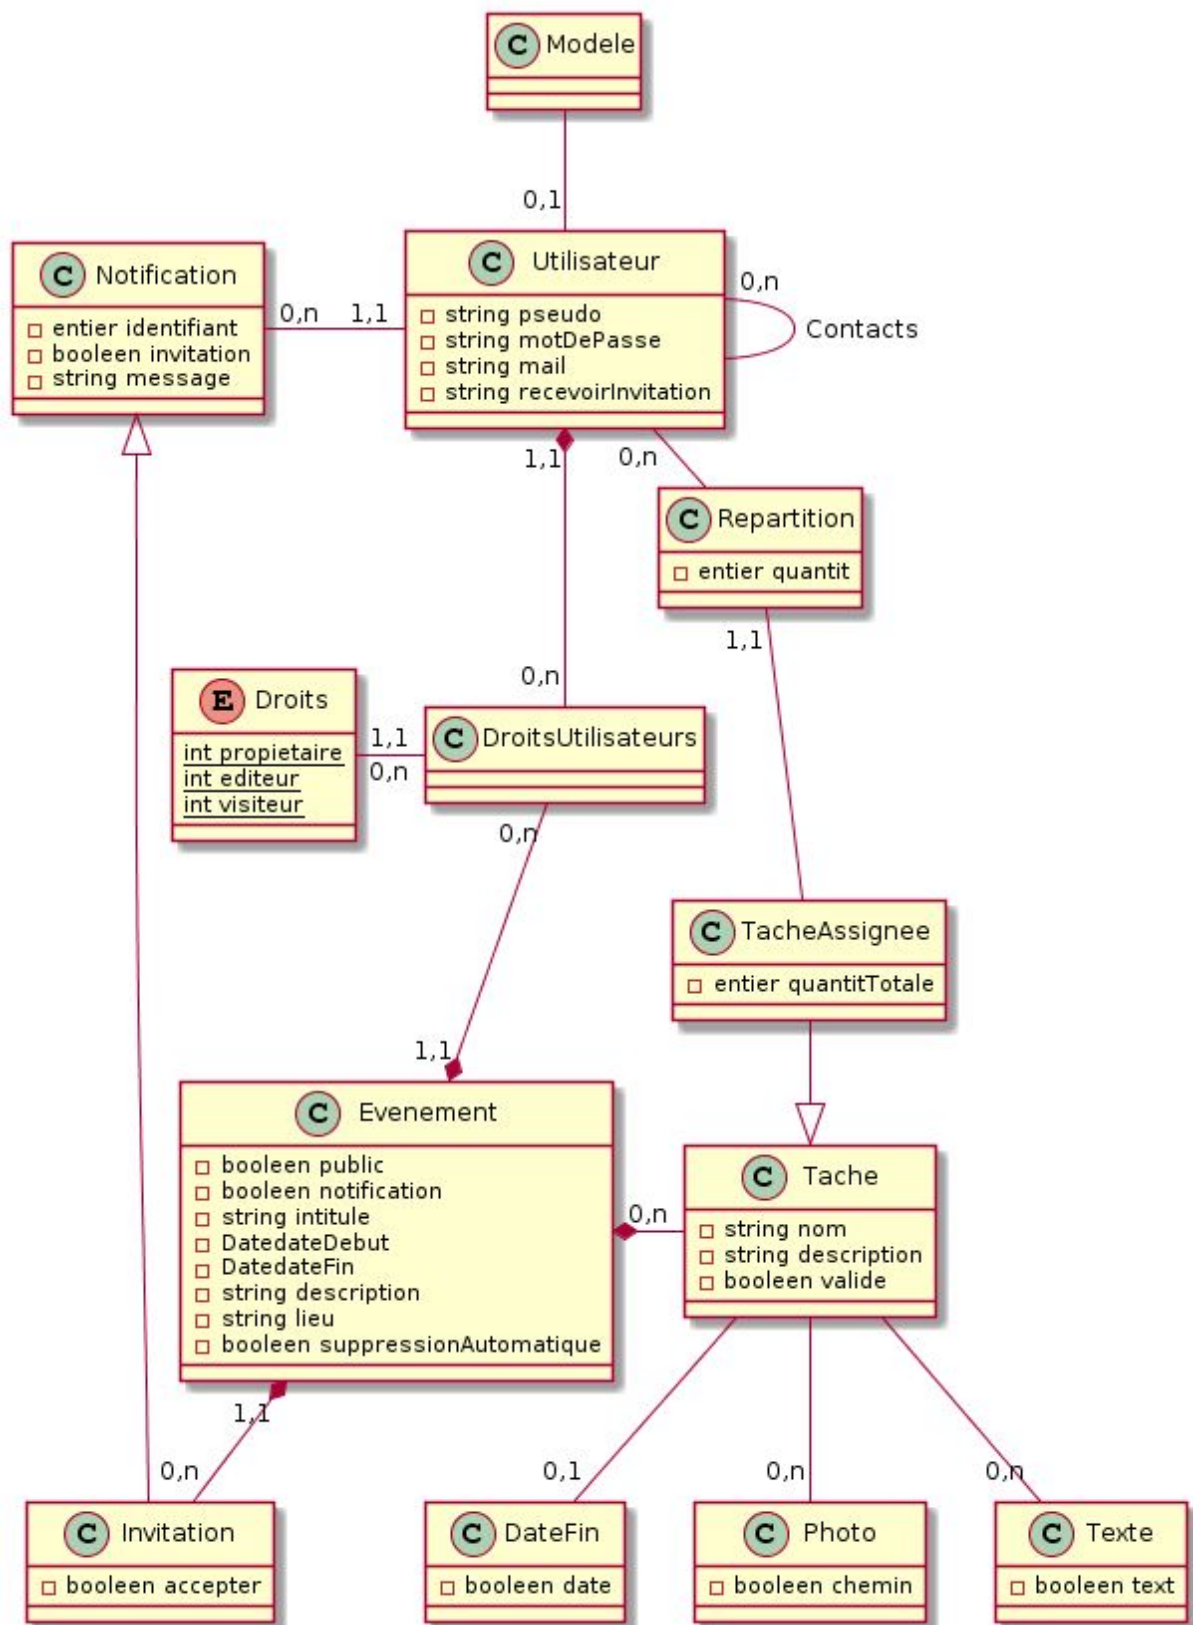 C Modele
0,1
C Utilisateur
string pseudo
string motDePasse
string mail
string recevoirInvitation
0,n
Contacts
C Notification
entier identifiant
booleen invitation
string message
0,n 1,1
1,1
0,n
C Repartition
entier quantit
1,1
0,n
E Droits
int propietaire
int editeur
int visiteur
1,1
0,n
C DroitsUtilisateurs
0,n
C TacheAssignee
entier quantitTotale
1,1
C Evenement
booleen public
booleen notification
string intitule
DatedateDebut
DatedateFin
string description
string lieu
booleen suppressionAutomatique
0,n
C Tache
string nom
string description
booleen valide
1,1
0,n
0,1
0,n
0,n
C Invitation
booleen accepter
C DateFin
booleen date
C Photo
booleen chemin
C Texte
booleen text